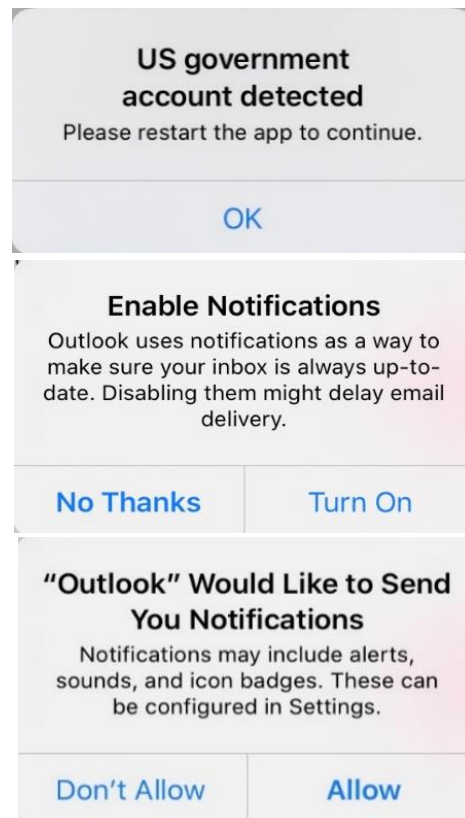 US government
account detected
Please restart the app to continue.
OK
Enable Notifications
Outlook uses notifications as a way to
make sure your inbox is always up-to-
date. Disabling them might delay email
delivery.
No Thanks
Turn On
“Outlook” Would Like to Send
You Notifications
Notifications may include alerts,
sounds, and icon badges. These can
be configured in Settings.
Don’t Allow
Allow